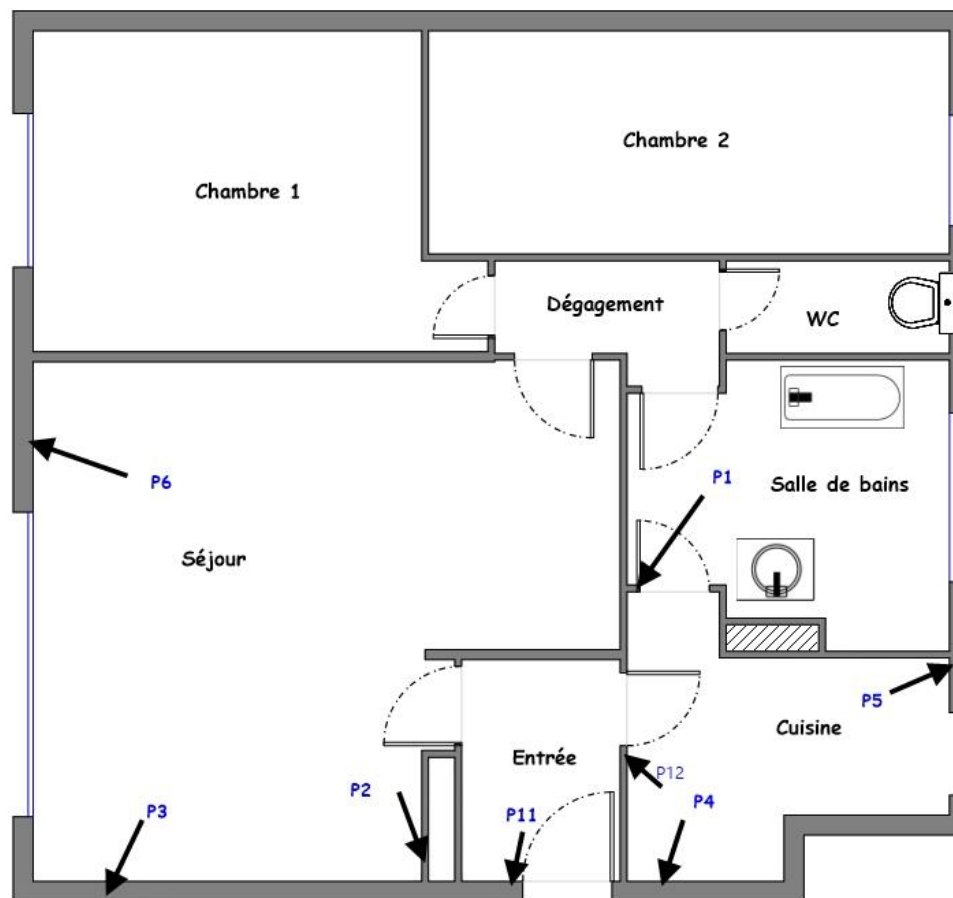 Chambre 2
Chambre 1
Dégagement
WC
P6
P1
Salle de bains
Séjour
P5
Cuisine
Entrée
P12
P2
P3
P11
P4